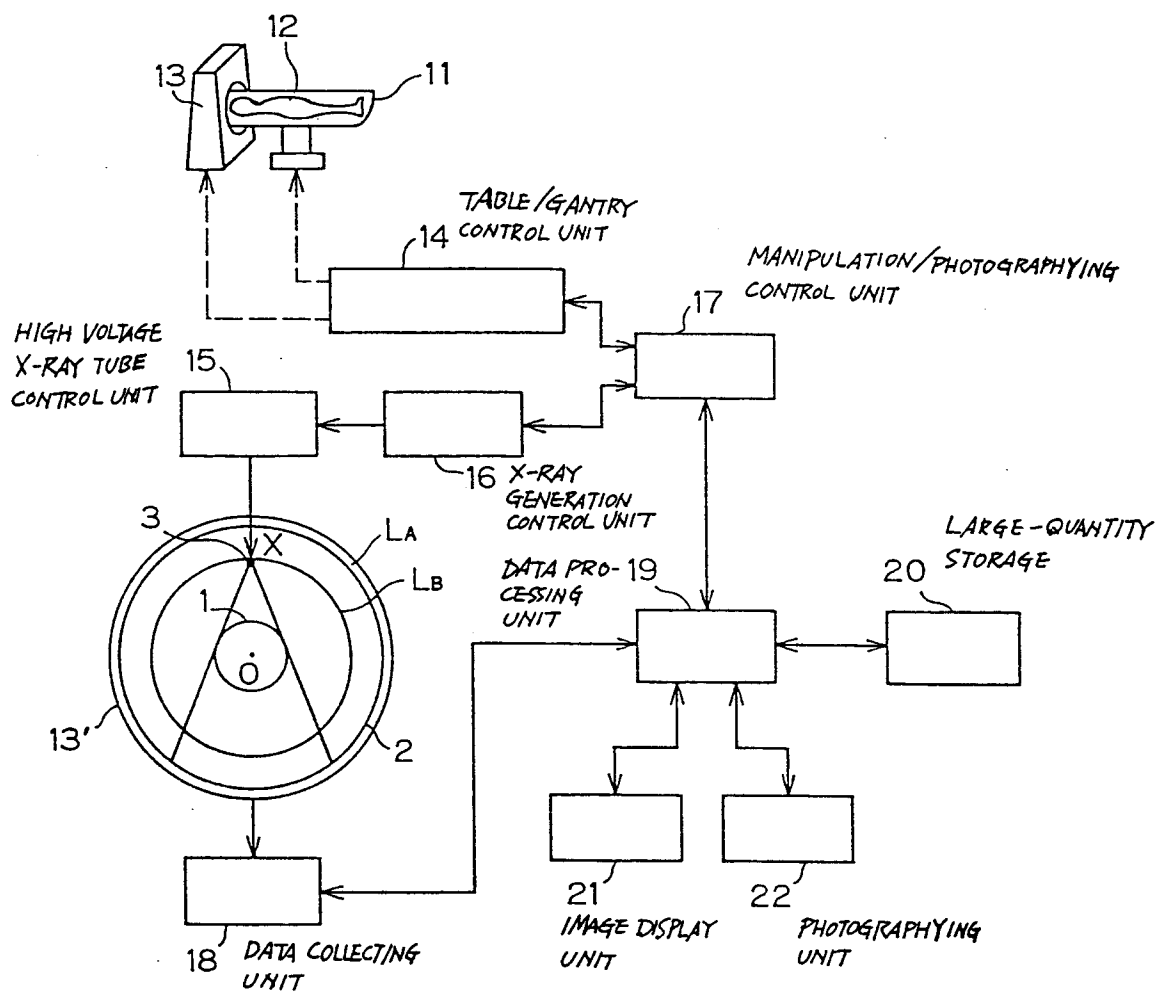 12
13
11
TABLE/GANTRY
CONTROL UNIT
14
MANIPULATION/PHOTOGRAPHYING
CONTROL UNIT
17
HIGH VOLTAGE
X-RAY TUBE
CONTROL UNIT
15
16
X-RAY
GENERATION
CONTROL UNIT
3
X
LA
LB
1
O
13'
2
DATA PRO-
CESSING
UNIT
19
LARGE-QUANTITY
STORAGE
20
18
DATA COLLECTING
UNIT
21
IMAGE DISPLAY
UNIT
22
PHOTOGRAPHYING
UNIT